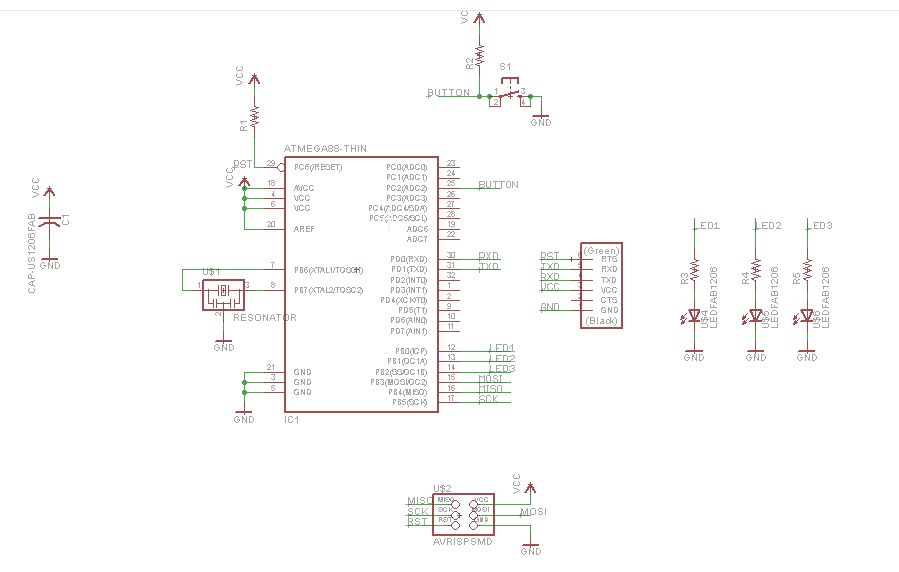 VC
R2
S1
BUTTON
1 3
2 4
GND
VCC
R1
ATMEGA88-THIN
RST
29 PC6(/RESET) PC0(ADC0) 23
PC1(ADC1) 24
VCC
18 AVCC PC2(ADC2) 25 BUTTON
4 VCC PC3(ADC3) 26
6 VCC PC4(ADC4/SDA) 27
PC5(ADC5/SCL) 28
20 AREF ADC6 19
ADC7 22
VCC
C1
CAP-US1206FAB
GND
PD0(RXD) 30 RXD
7 PB6(XTAL1/TOSC1) PD1(TXD) 31 TXD
PD2(INT0) 32
8 PB7(XTAL2/TOSC2) PD3(INT1) 1
PD4(XCK/T0) 2
PD5(T1) 9
PD6(AIN0) 10
PD7(AIN1) 11
U$1
1 3
2
RESONATOR
GND
PB0(ICP) 12 LED1
PB1(OC1A) 13 LED2
21 GND PB2(SS/OC1B) 14 LED3
3 GND PB3(MOSI/OC2) 15 MOSI
5 GND PB4(MISO) 16 MISO
PB5(SCK) 17 SCK
GND
IC1
(Green)
RST RTS
TXD RXD
RXD TXD
VCC VCC
CTS
GND GND
(Black)
LED1 LED2 LED3
R3 R4 R5
LEDFAB1206 LEDFAB1206 LEDFAB1206
GND GND GND
U$2
VCC
MISO MISO VCC
SCK SCK MOSI MOSI
RST RST GND
AVRISPSMD
GND